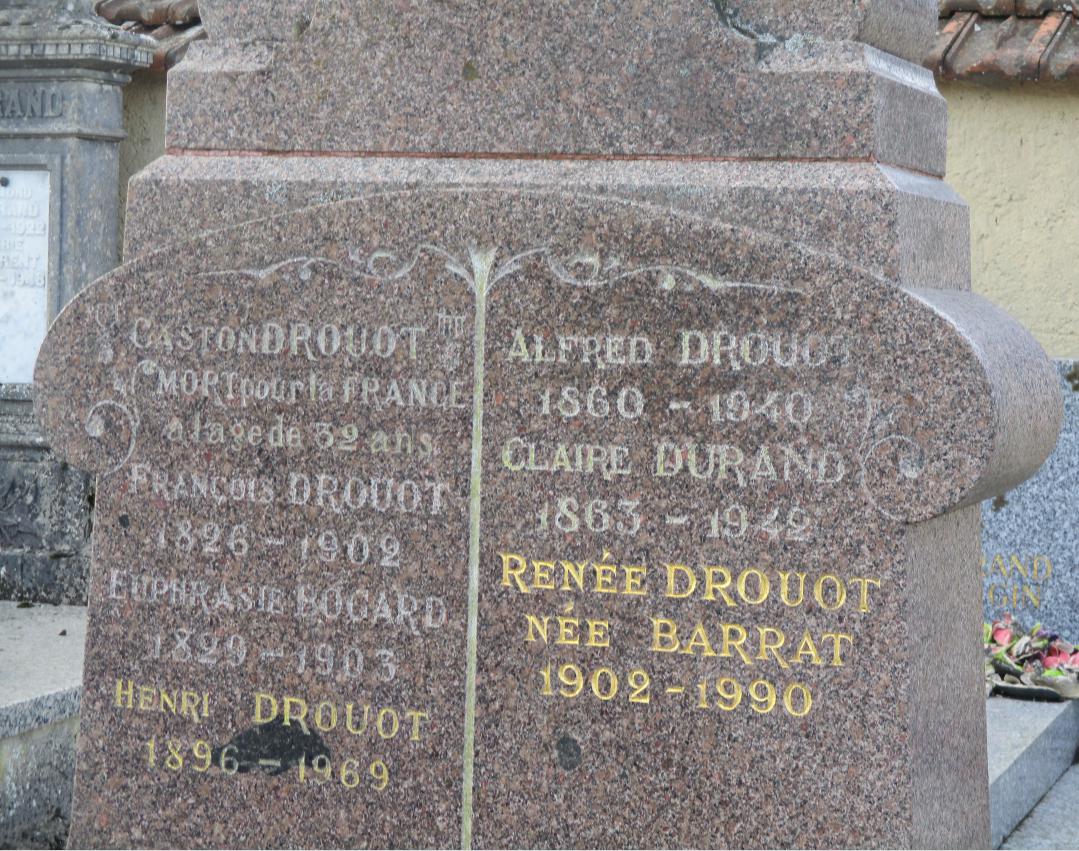 GASTON DROUOT
MORT pour la FRANCE
a l'age de 32 ans
FRANÇOIS DROUOT
1826 - 1902
EUPHRASIE BOGARD
1829 - 1903
HENRI DROUOT
1896 - 1969
ALFRED DROUOT
1860 - 1940
CLAIRE DURAND
1863 - 1942
RENÉE DROUOT
NÉE BARRAT
1902 - 1990